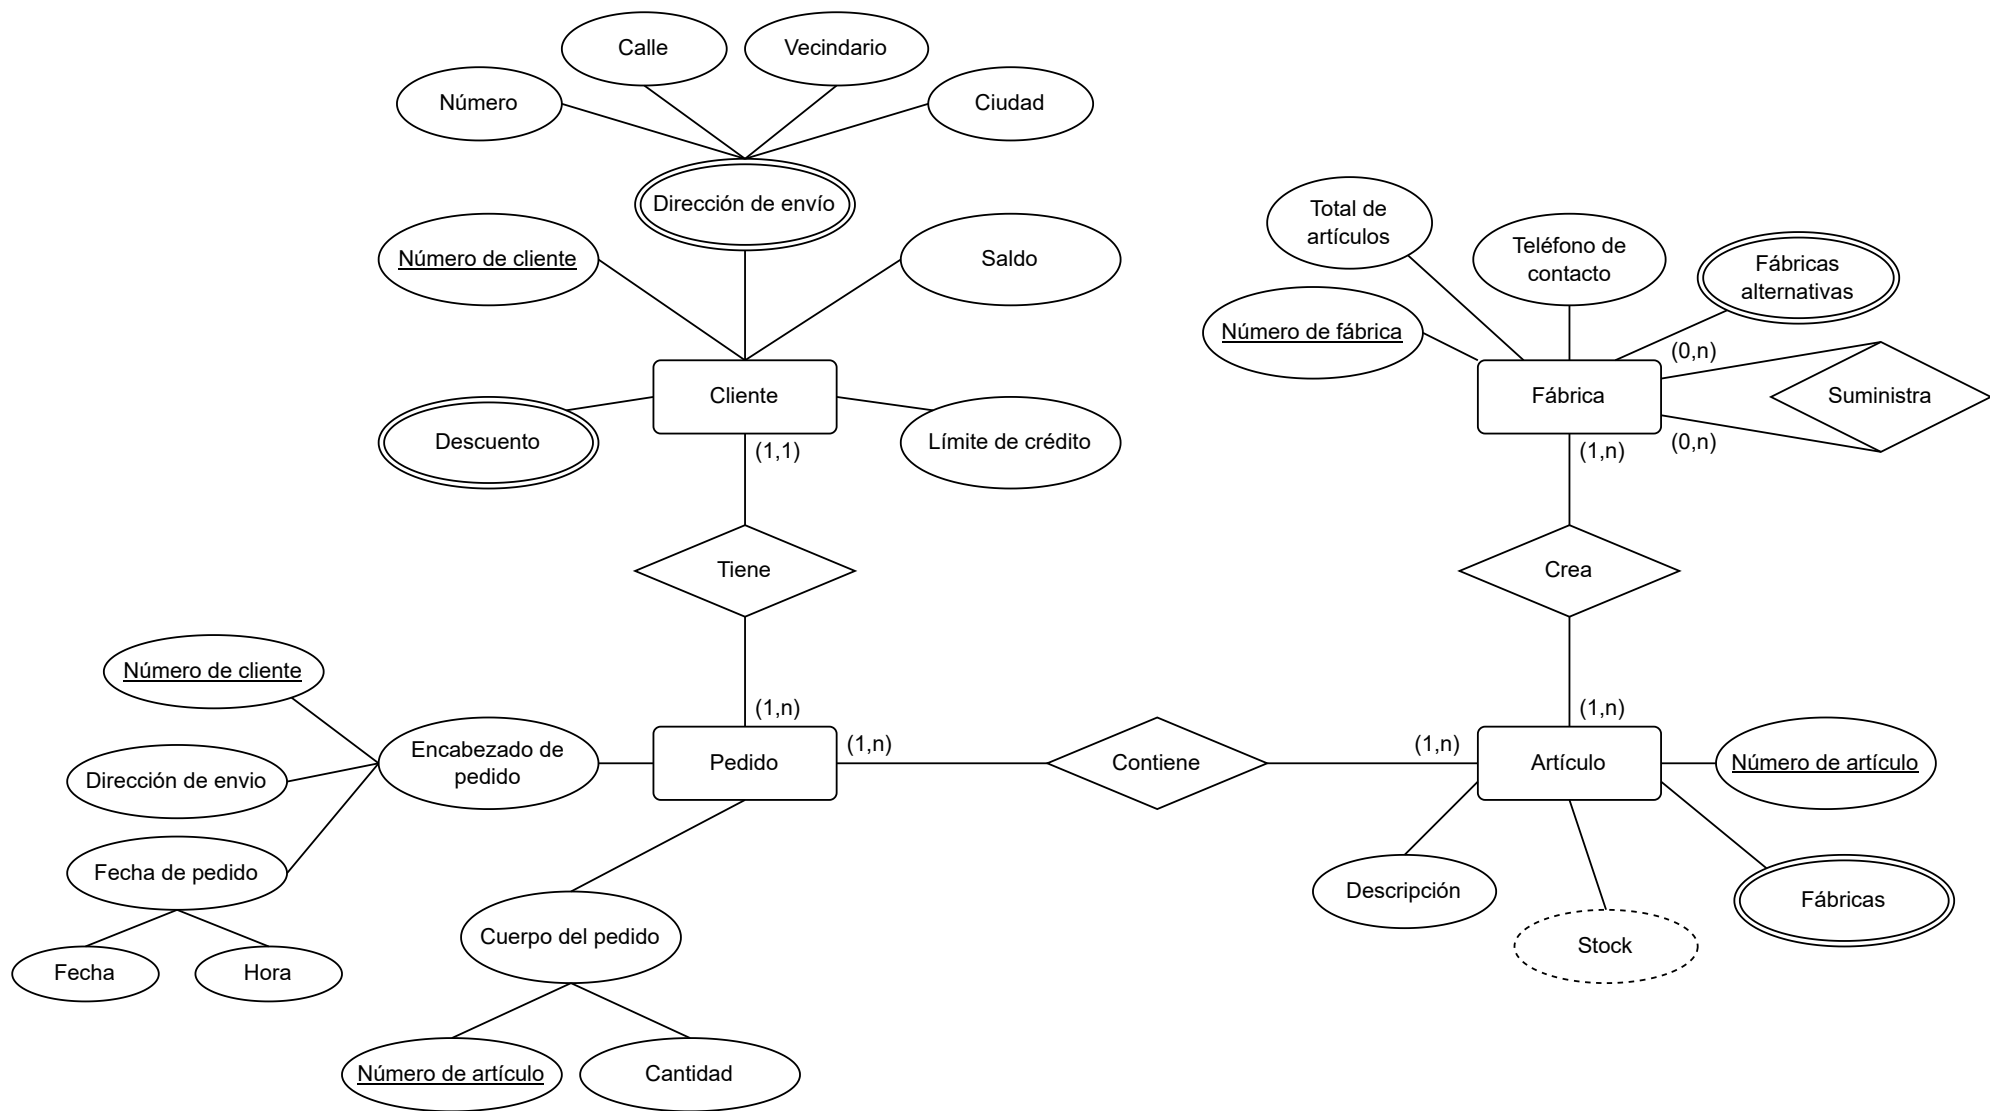 Calle
Vecindario
Número
Ciudad
Dirección de envío
Número de cliente
Saldo
Total de
artículos
Teléfono de
contacto
Fábricas
alternativas
Número de fábrica
(0,n)
Cliente
Fábrica
Suministra
Descuento
Límite de crédito
(1,1)
(1,n)
(0,n)
Tiene
Crea
Número de cliente
(1,n)
(1,n)
Encabezado de
pedido
Pedido
(1,n)
Contiene
(1,n)
Artículo
Número de artículo
Dirección de envio
Fecha de pedido
Descripción
Fábricas
Cuerpo del pedido
Stock
Fecha
Hora
Número de artículo
Cantidad